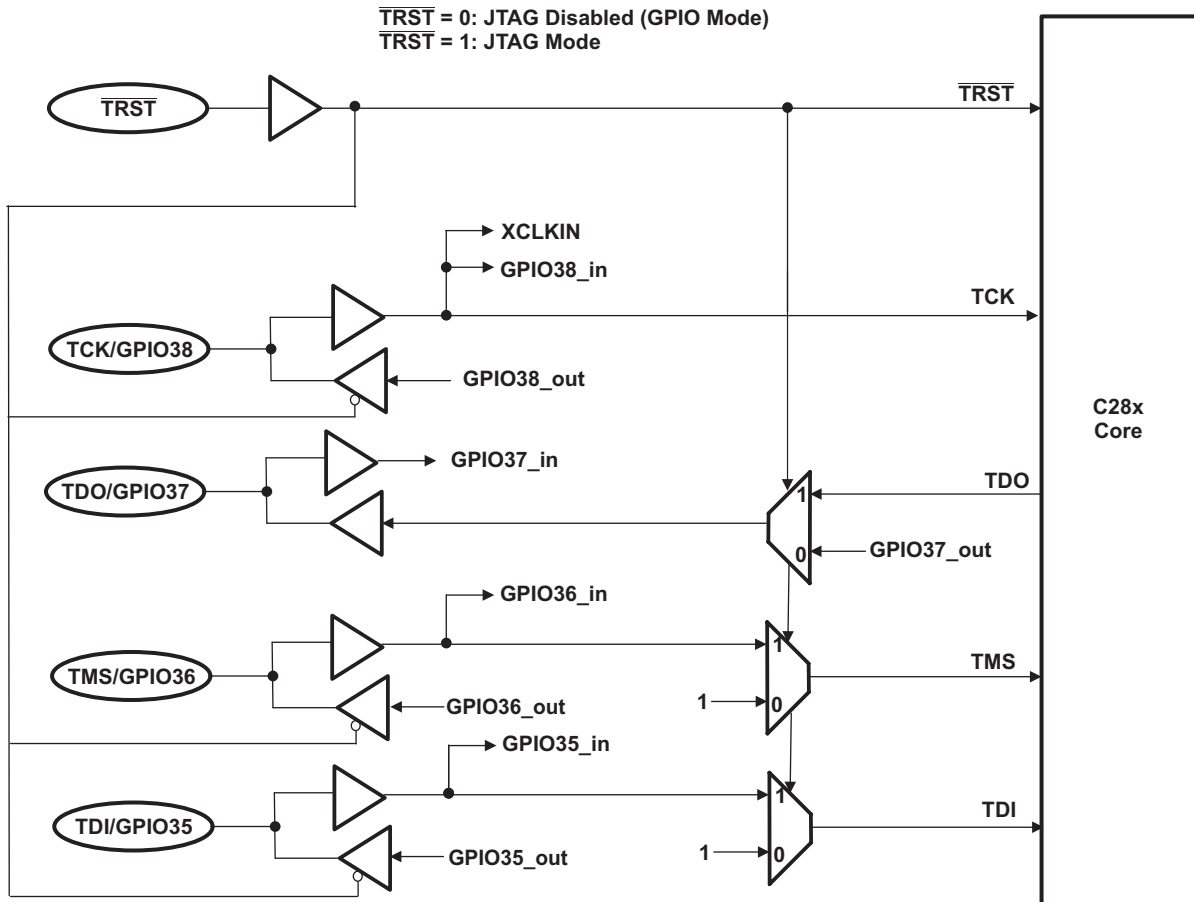 TRST = 0: JTAG Disabled (GPIO Mode)
TRST = 1: JTAG Mode
TRST
TRST
XCLKIN
GPIO38_in
TCK
TCK/GPIO38
GPIO38_out
C28x
Core
GPIO37_in
TDO
TDO/GPIO37
1
0
GPIO37_out
GPIO36_in
1
TMS/GPIO36
TMS
GPIO36_out
1
0
GPIO35_in
1
TDI/GPIO35
TDI
GPIO35_out
1
0